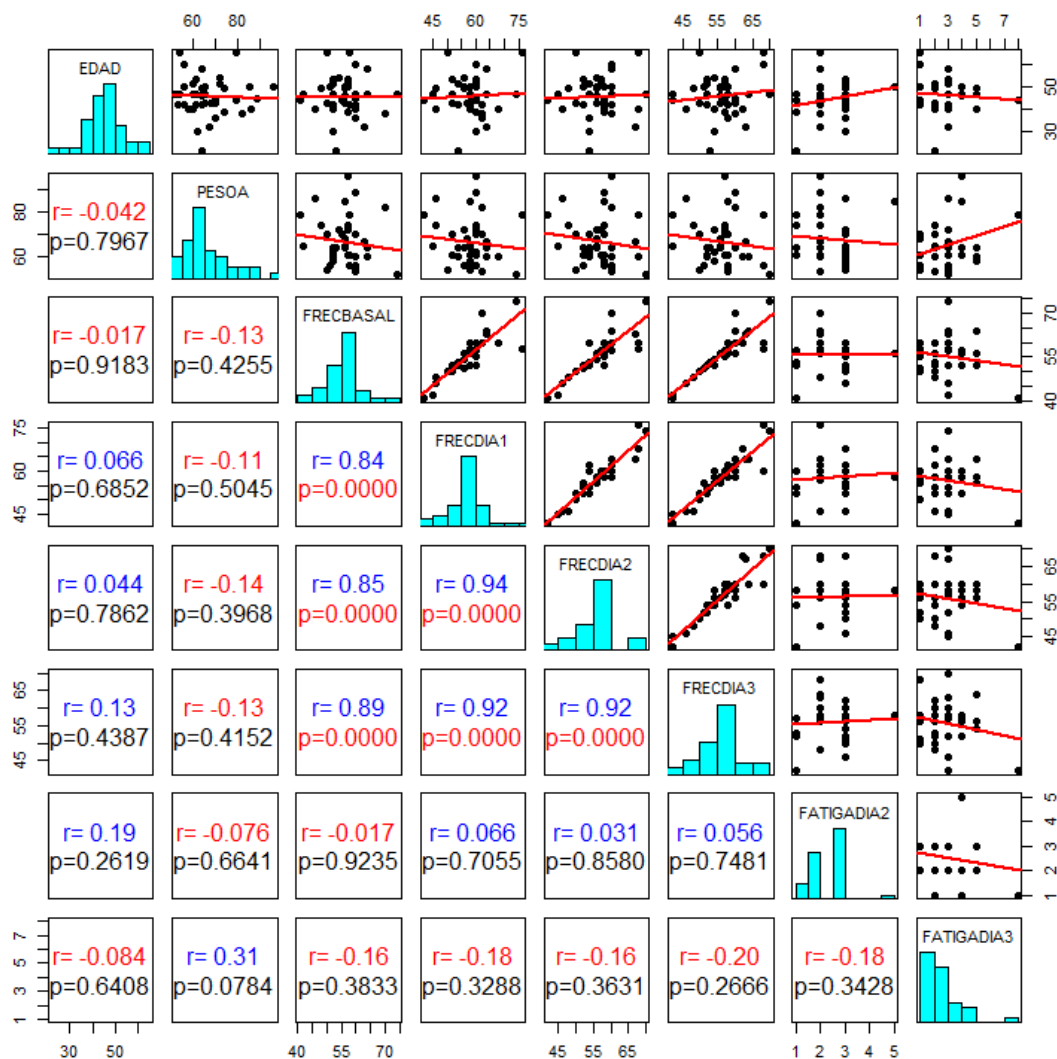 60 80
45 55 65 75
45 55 65
1 3 5 7
EDAD
30 50
r= -0.042
p=0.7967
PESOA
60 80
r= -0.017
p=0.9183
r= -0.13
p=0.4255
FRECBASAL
40 55 70
r= 0.066
p=0.6852
r= -0.11
p=0.5045
r= 0.84
p=0.0000
FRECDIA1
45 60 75
r= 0.044
p=0.7862
r= -0.14
p=0.3968
r= 0.85
p=0.0000
r= 0.94
p=0.0000
FRECDIA2
45 55 65
r= 0.13
p=0.4387
r= -0.13
p=0.4152
r= 0.89
p=0.0000
r= 0.92
p=0.0000
r= 0.92
p=0.0000
FRECDIA3
45 55 65
r= 0.19
p=0.2619
r= -0.076
p=0.6641
r= -0.017
p=0.9235
r= 0.066
p=0.7055
r= 0.031
p=0.8580
r= 0.056
p=0.7481
FATIGADIA2
1 2 3 4 5
r= -0.084
p=0.6408
r= 0.31
p=0.0784
r= -0.16
p=0.3833
r= -0.18
p=0.3288
r= -0.16
p=0.3631
r= -0.20
p=0.2666
r= -0.18
p=0.3428
FATIGADIA3
1 3 5 7
30 50
40 55 70
45 55 65
1 2 3 4 5